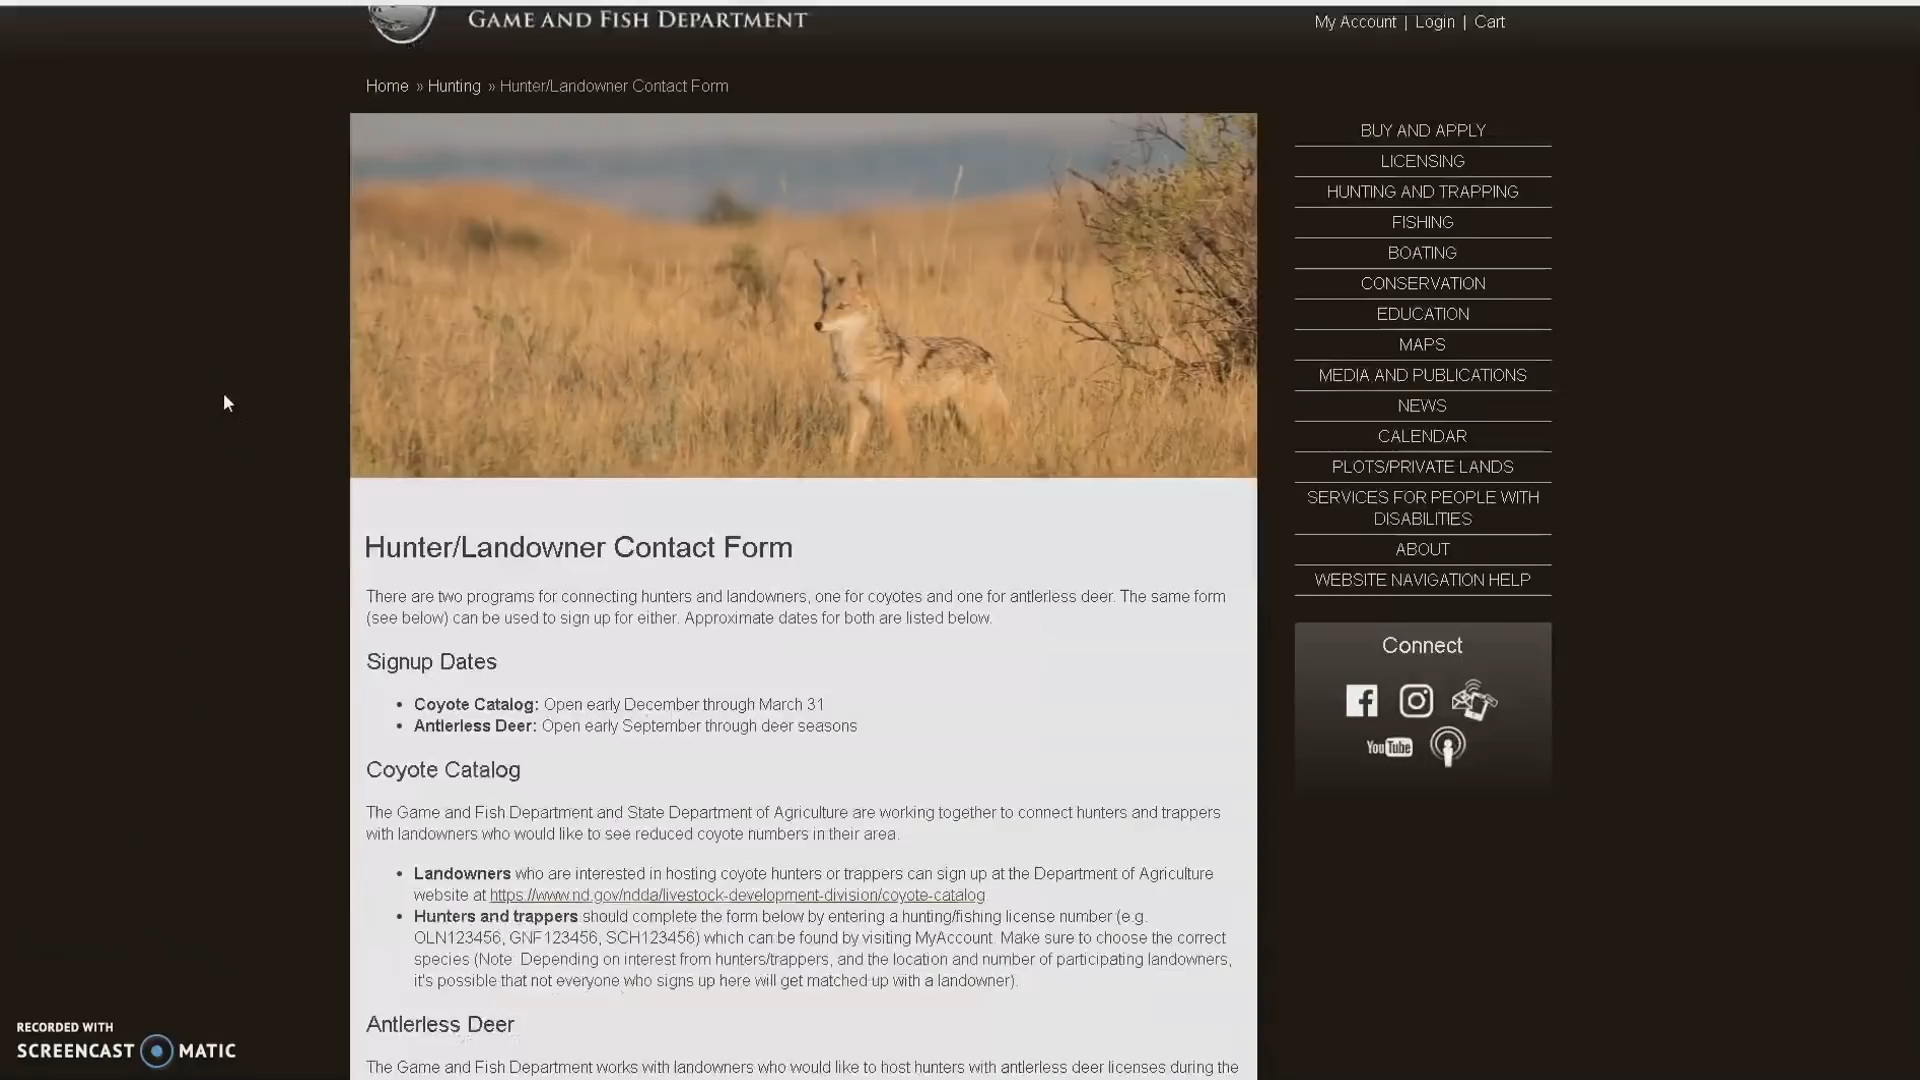 GAME AND FISH DEPARTMENT
My Account | Login | Cart
Home » Hunting » Hunter/Landowner Contact Form
BUY AND APPLY
LICENSING
HUNTING AND TRAPPING
FISHING
BOATING
CONSERVATION
EDUCATION
MAPS
MEDIA AND PUBLICATIONS
NEWS
CALENDAR
PLOTS/PRIVATE LANDS
SERVICES FOR PEOPLE WITH
DISABILITIES
ABOUT
WEBSITE NAVIGATION HELP
Connect
YouTube
Hunter/Landowner Contact Form
There are two programs for connecting hunters and landowners, one for coyotes and one for antlerless deer. The same form
(see below) can be used to sign up for either. Approximate dates for both are listed below.
Signup Dates
• Coyote Catalog: Open early December through March 31
• Antlerless Deer: Open early September through deer seasons
Coyote Catalog
The Game and Fish Department and State Department of Agriculture are working together to connect hunters and trappers
with landowners who would like to see reduced coyote numbers in their area.
• Landowners who are interested in hosting coyote hunters or trappers can sign up at the Department of Agriculture
website at https://www.nd.gov/ndda/livestock-development-division/coyote-catalog
• Hunters and trappers should complete the form below by entering a hunting/fishing license number (e.g.
OLN123456, GNF123456, SCH123456) which can be found by visiting MyAccount. Make sure to choose the correct
species (Note: Depending on interest from hunters/trappers, and the location and number of participating landowners,
it's possible that not everyone who signs up here will get matched up with a landowner).
Antlerless Deer
The Game and Fish Department works with landowners who would like to host hunters with antlerless deer licenses during the
RECORDED WITH
SCREENCAST MATIC